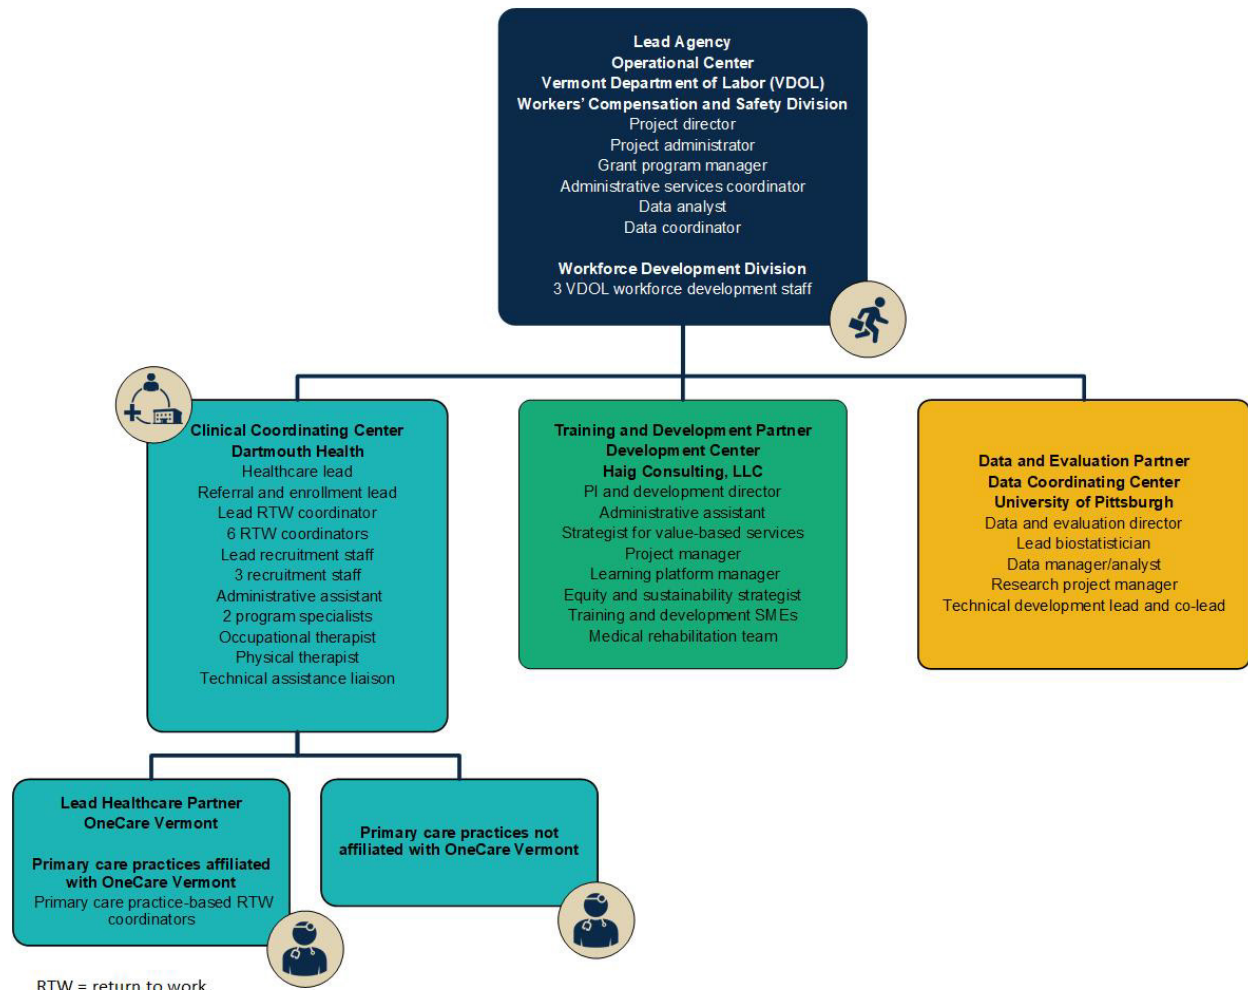 Lead Agency
Operational Center
Vermont Department of Labor (VDOL)
Workers' Compensation and Safety Division
Project director
Project administrator
Grant program manager
Administrative services coordinator
Data analyst
Data coordinator
Workforce Development Division
3 VDOL workforce development staff
Clinical Coordinating Center
Dartmouth Health
Healthcare lead
Referral and enrollment lead
Lead RTW coordinator
6 RTW coordinators
Lead recruitment staff
3 recruitment staff
Administrative assistant
2 program specialists
Occupational therapist
Physical therapist
Technical assistance liaison
Training and Development Partner
Development Center
Haig Consulting, LLC
PI and development director
Administrative assistant
Strategist for value-based services
Project manager
Learning platform manager
Equity and sustainability strategist
Training and development SMEs
Medical rehabilitation team
Data and Evaluation Partner
Data Coordinating Center
University of Pittsburgh
Data and evaluation director
Lead biostatistician
Data manager/analyst
Research project manager
Technical development lead and co-lead
Lead Healthcare Partner
OneCare Vermont
Primary care practices affiliated
with OneCare Vermont
Primary care practice-based RTW
coordinators
Primary care practices not
affiliated with OneCare Vermont
RTW = return to work